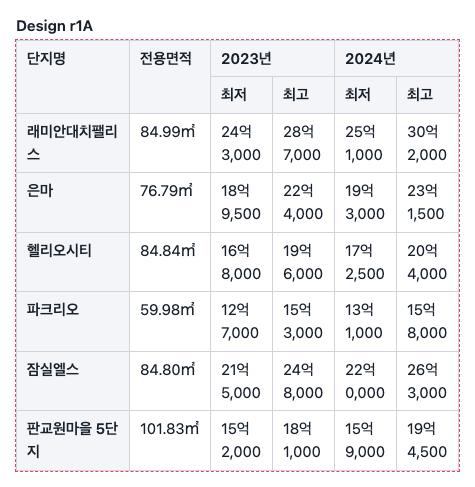 Design r1A
단지명 전용면적 2023년 2024년
최저 최고 최저 최고
래미안대치팰리 84.99㎡ 24억 28억 25억 30억
스 3,000 7,000 1,000 2,000
은마 76.79㎡ 18억 22억 19억 23억
9,500 4,000 3,000 1,500
헬리오시티 84.84㎡ 16억 19억 17억 20억
8,000 6,000 2,500 4,000
파크리오 59.98㎡ 12억 15억 13억 15억
7,000 3,000 1,000 8,000
잠실엘스 84.80㎡ 21억 24억 22억 26억
5,000 8,000 0,000 3,000
판교원마을 5단 101.83㎡ 15억 18억 15억 19억
지 2,000 1,000 9,000 4,500